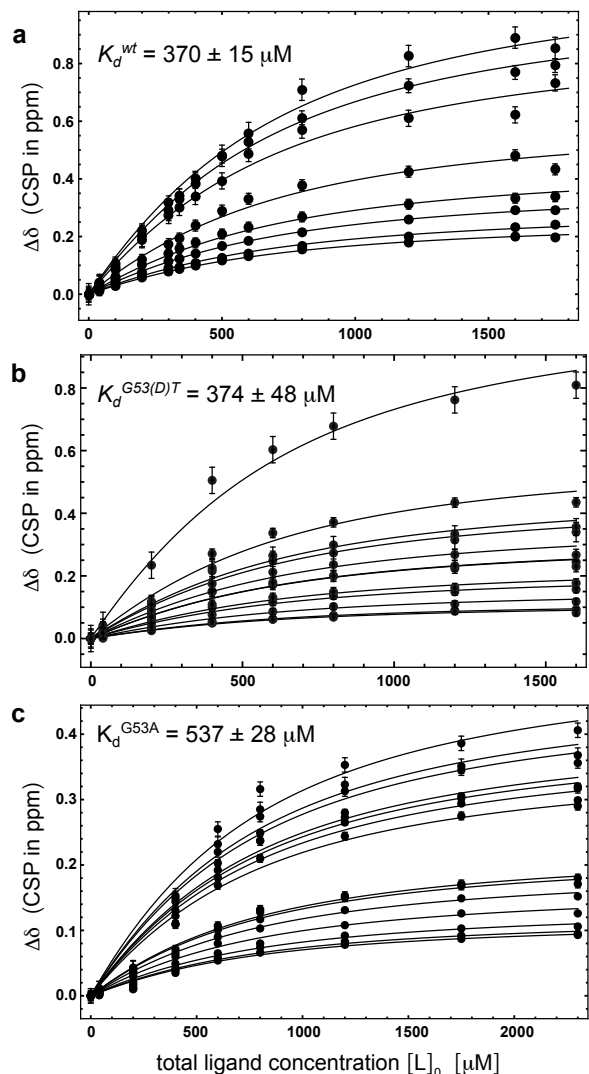 a
K_d^wt = 370 ± 15 μM
Δδ (CSP in ppm)
0.8
0.6
0.4
0.2
0.0
0 500 1000 1500
b
K_d^G53(D)T = 374 ± 48 μM
Δδ (CSP in ppm)
0.8
0.6
0.4
0.2
0.0
0 500 1000 1500
c
K_d^G53A = 537 ± 28 μM
Δδ (CSP in ppm)
0.4
0.3
0.2
0.1
0.0
0 500 1000 1500 2000
total ligand concentration [L]_0 [μM]